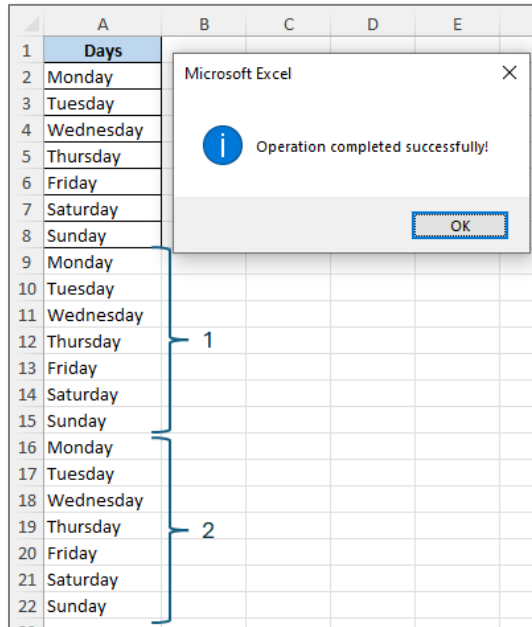 A B C D E
1 Days
2 Monday
3 Tuesday
4 Wednesday
5 Thursday
6 Friday
7 Saturday
8 Sunday
9 Monday
10 Tuesday
11 Wednesday
12 Thursday
13 Friday
14 Saturday
15 Sunday
16 Monday
17 Tuesday
18 Wednesday
19 Thursday
20 Friday
21 Saturday
22 Sunday
Microsoft Excel
Operation completed successfully!
OK
1
2